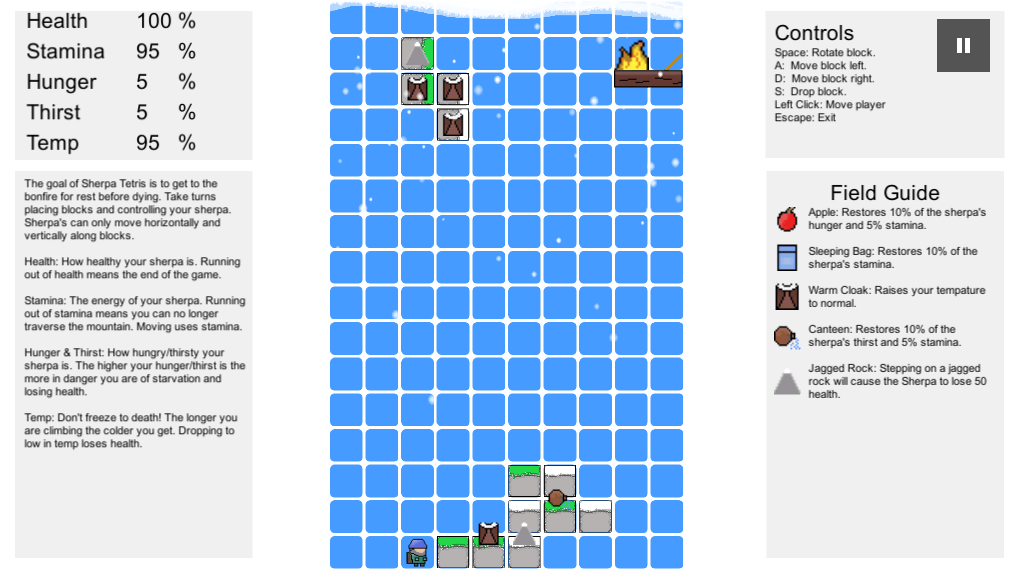 Health 100 %
Stamina 95 %
Hunger 5 %
Thirst 5 %
Temp 95 %
The goal of Sherpa Tetris is to get to the
bonfire for rest before dying. Take turns
placing blocks and controlling your sherpa.
Sherpa's can only move horizontally and
vertically along blocks.
Health: How healthy your sherpa is. Running
out of health means the end of the game.
Stamina: The energy of your sherpa. Running
out of stamina means you can no longer
traverse the mountain. Moving uses stamina.
Hunger & Thirst: How hungry/thirsty your
sherpa is. The higher your hunger/thirst is the
more in danger you are of starvation and
losing health.
Temp: Don't freeze to death! The longer you
are climbing the colder you get. Dropping to
low in temp loses health.
Controls
Space: Rotate block.
A: Move block left.
D: Move block right.
S: Drop block.
Left Click: Move player
Escape: Exit
Field Guide
Apple: Restores 10% of the sherpa's
hunger and 5% stamina.
Sleeping Bag: Restores 10% of the
sherpa's stamina.
Warm Cloak: Raises your tempature
to normal.
Canteen: Restores 10% of the
sherpa's thirst and 5% stamina.
Jagged Rock: Stepping on a jagged
rock will cause the Sherpa to lose 50
health.